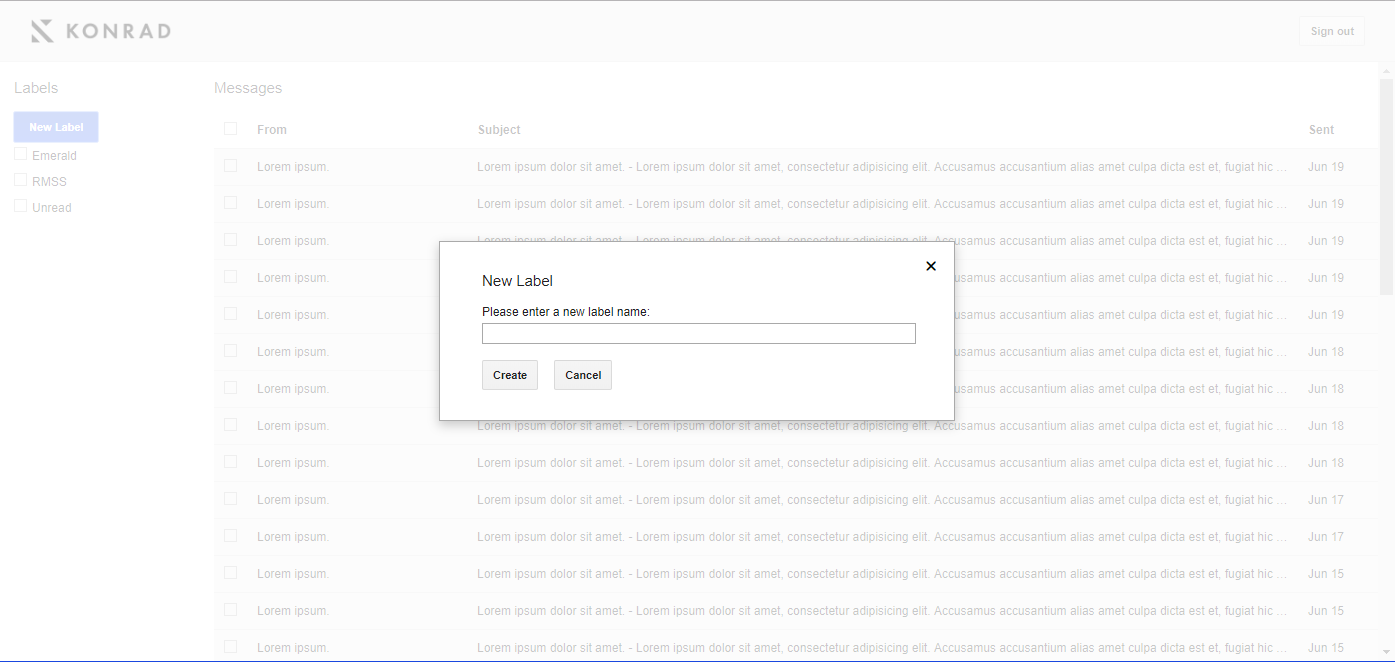 KONRAD
Sign out
Labels
New Label
Emerald
RMSS
Unread
Messages
From Subject Sent
Lorem ipsum. Lorem ipsum dolor sit amet. - Lorem ipsum dolor sit amet, consectetur adipisicing elit. Accusamus accusantium alias amet culpa dicta est et, fugiat hic ... Jun 19
Lorem ipsum. Lorem ipsum dolor sit amet. - Lorem ipsum dolor sit amet, consectetur adipisicing elit. Accusamus accusantium alias amet culpa dicta est et, fugiat hic ... Jun 19
Lorem ipsum. Lorem ipsum dolor sit amet. - Lorem ipsum dolor sit amet, consectetur adipisicing elit. Accusamus accusantium alias amet culpa dicta est et, fugiat hic ... Jun 19
Lorem ipsum. accusantium alias amet culpa dicta est et, fugiat hic ... Jun 19
Lorem ipsum. accusantium alias amet culpa dicta est et, fugiat hic ... Jun 19
Lorem ipsum. accusantium alias amet culpa dicta est et, fugiat hic ... Jun 18
Lorem ipsum. accusantium alias amet culpa dicta est et, fugiat hic ... Jun 18
New Label
Please enter a new label name:
Create Cancel
Lorem ipsum. Lorem ipsum dolor sit amet. - Lorem ipsum dolor sit amet, consectetur adipisicing elit. Accusamus accusantium alias amet culpa dicta est et, fugiat hic ... Jun 18
Lorem ipsum. Lorem ipsum dolor sit amet. - Lorem ipsum dolor sit amet, consectetur adipisicing elit. Accusamus accusantium alias amet culpa dicta est et, fugiat hic ... Jun 18
Lorem ipsum. Lorem ipsum dolor sit amet. - Lorem ipsum dolor sit amet, consectetur adipisicing elit. Accusamus accusantium alias amet culpa dicta est et, fugiat hic ... Jun 17
Lorem ipsum. Lorem ipsum dolor sit amet. - Lorem ipsum dolor sit amet, consectetur adipisicing elit. Accusamus accusantium alias amet culpa dicta est et, fugiat hic ... Jun 17
Lorem ipsum. Lorem ipsum dolor sit amet. - Lorem ipsum dolor sit amet, consectetur adipisicing elit. Accusamus accusantium alias amet culpa dicta est et, fugiat hic ... Jun 15
Lorem ipsum. Lorem ipsum dolor sit amet. - Lorem ipsum dolor sit amet, consectetur adipisicing elit. Accusamus accusantium alias amet culpa dicta est et, fugiat hic ... Jun 15
Lorem ipsum. Lorem ipsum dolor sit amet. - Lorem ipsum dolor sit amet, consectetur adipisicing elit. Accusamus accusantium alias amet culpa dicta est et, fugiat hic ... Jun 15